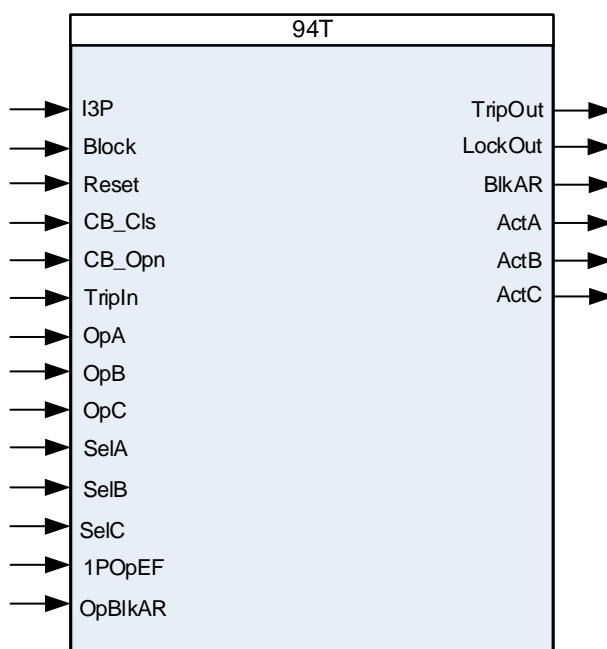 94T
I3P
Block
Reset
CB_Cls
CB_Opn
TripIn
OpA
OpB
OpC
SelA
SelB
SelC
1POpEF
OpBlkAR
TripOut
LockOut
BlkAR
ActA
ActB
ActC